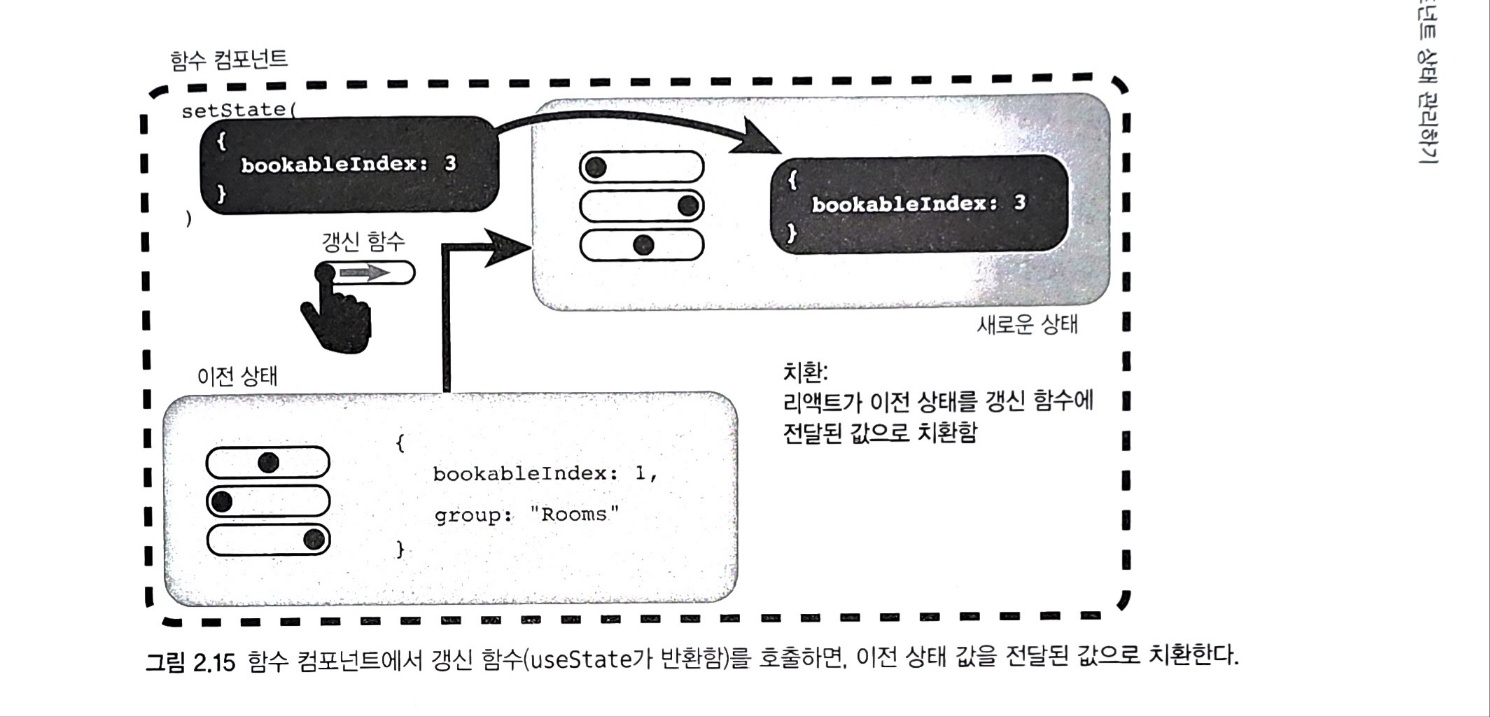 함수 컴포넌트
setState(
{
bookableIndex: 3
}
)
갱신 함수
{
bookableIndex: 3
}
새로운 상태
이전 상태
{
bookableIndex: 1,
group: "Rooms"
}
치환:
리액트가 이전 상태를 갱신 함수에
전달된 값으로 치환함
그림 2.15 함수 컴포넌트에서 갱신 함수(useState가 반환함)를 호출하면, 이전 상태 값을 전달된 값으로 치환한다.
넌트 상태 관리하기